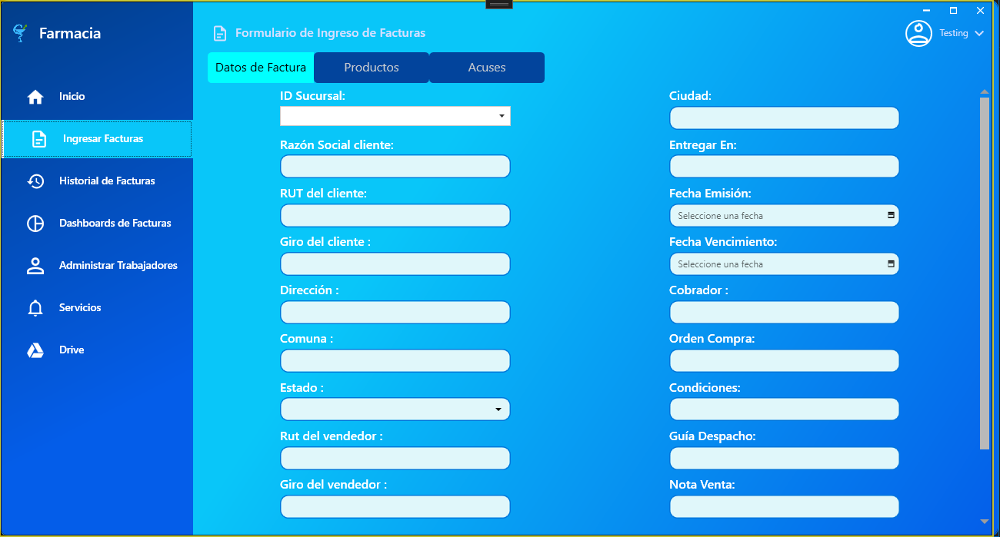 Farmacia
Inicio
Ingresar Facturas
Historial de Facturas
Dashboards de Facturas
Administrar Trabajadores
Servicios
Drive
Formulario de Ingreso de Facturas
Testing
Datos de Factura
Productos
Acuses
ID Sucursal:
Razón Social cliente:
RUT del cliente:
Giro del cliente :
Dirección :
Comuna :
Estado :
Rut del vendedor :
Giro del vendedor :
Ciudad:
Entregar En:
Fecha Emisión:
Seleccione una fecha
Fecha Vencimiento:
Seleccione una fecha
Cobrador :
Orden Compra:
Condiciones:
Guía Despacho:
Nota Venta: